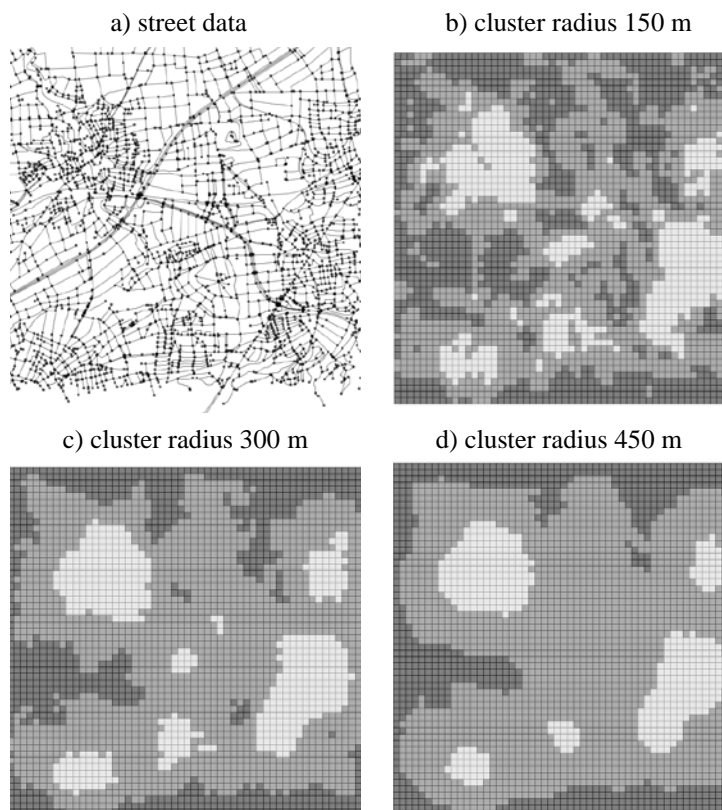 a) street data
b) cluster radius 150 m
c) cluster radius 300 m
d) cluster radius 450 m